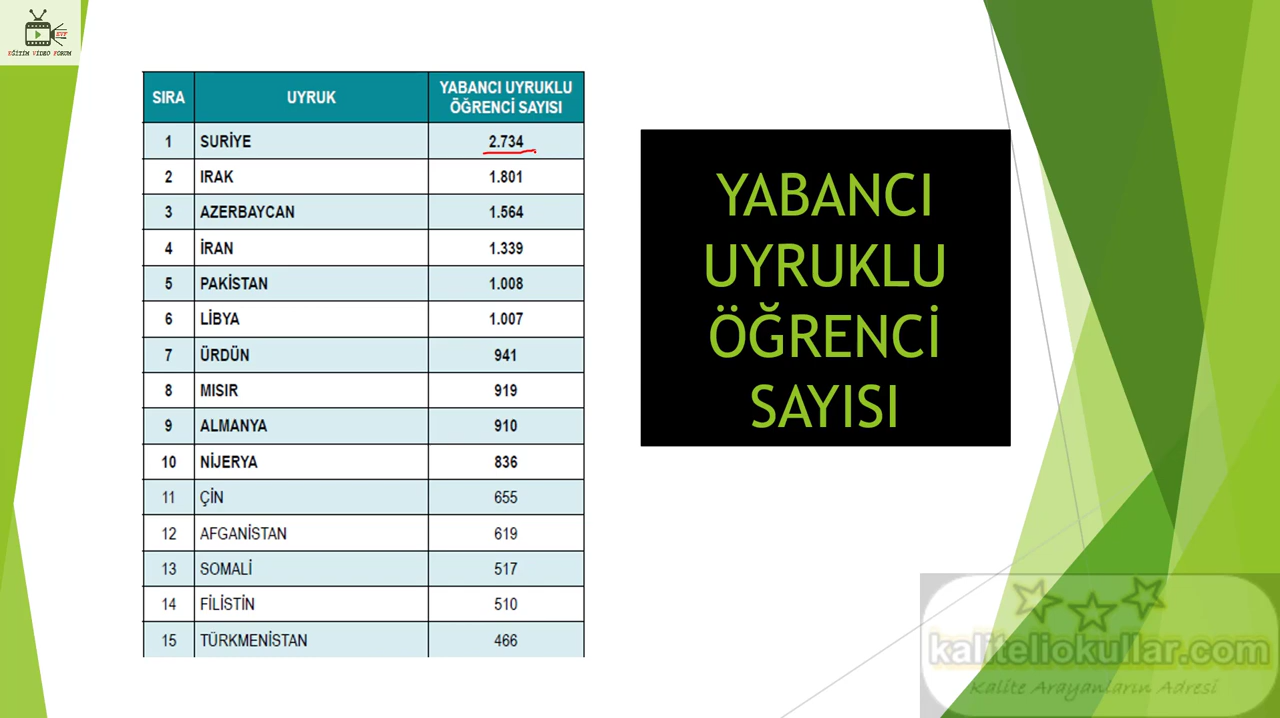 EVF
EĞİTİM VİDEO FORUM
SIRA UYRUK YABANCI UYRUKLU ÖĞRENCİ SAYISI
1 SURİYE 2.734
2 IRAK 1.801
3 AZERBAYCAN 1.564
4 İRAN 1.339
5 PAKİSTAN 1.008
6 LİBYA 1.007
7 ÜRDÜN 941
8 MISIR 919
9 ALMANYA 910
10 NİJERYA 836
11 ÇİN 655
12 AFGANİSTAN 619
13 SOMALİ 517
14 FİLİSTİN 510
15 TÜRKMENİSTAN 466
YABANCI
UYRUKLU
ÖĞRENCİ
SAYISI
kaliteliokullar.com
Kalite Arayanların Adresi